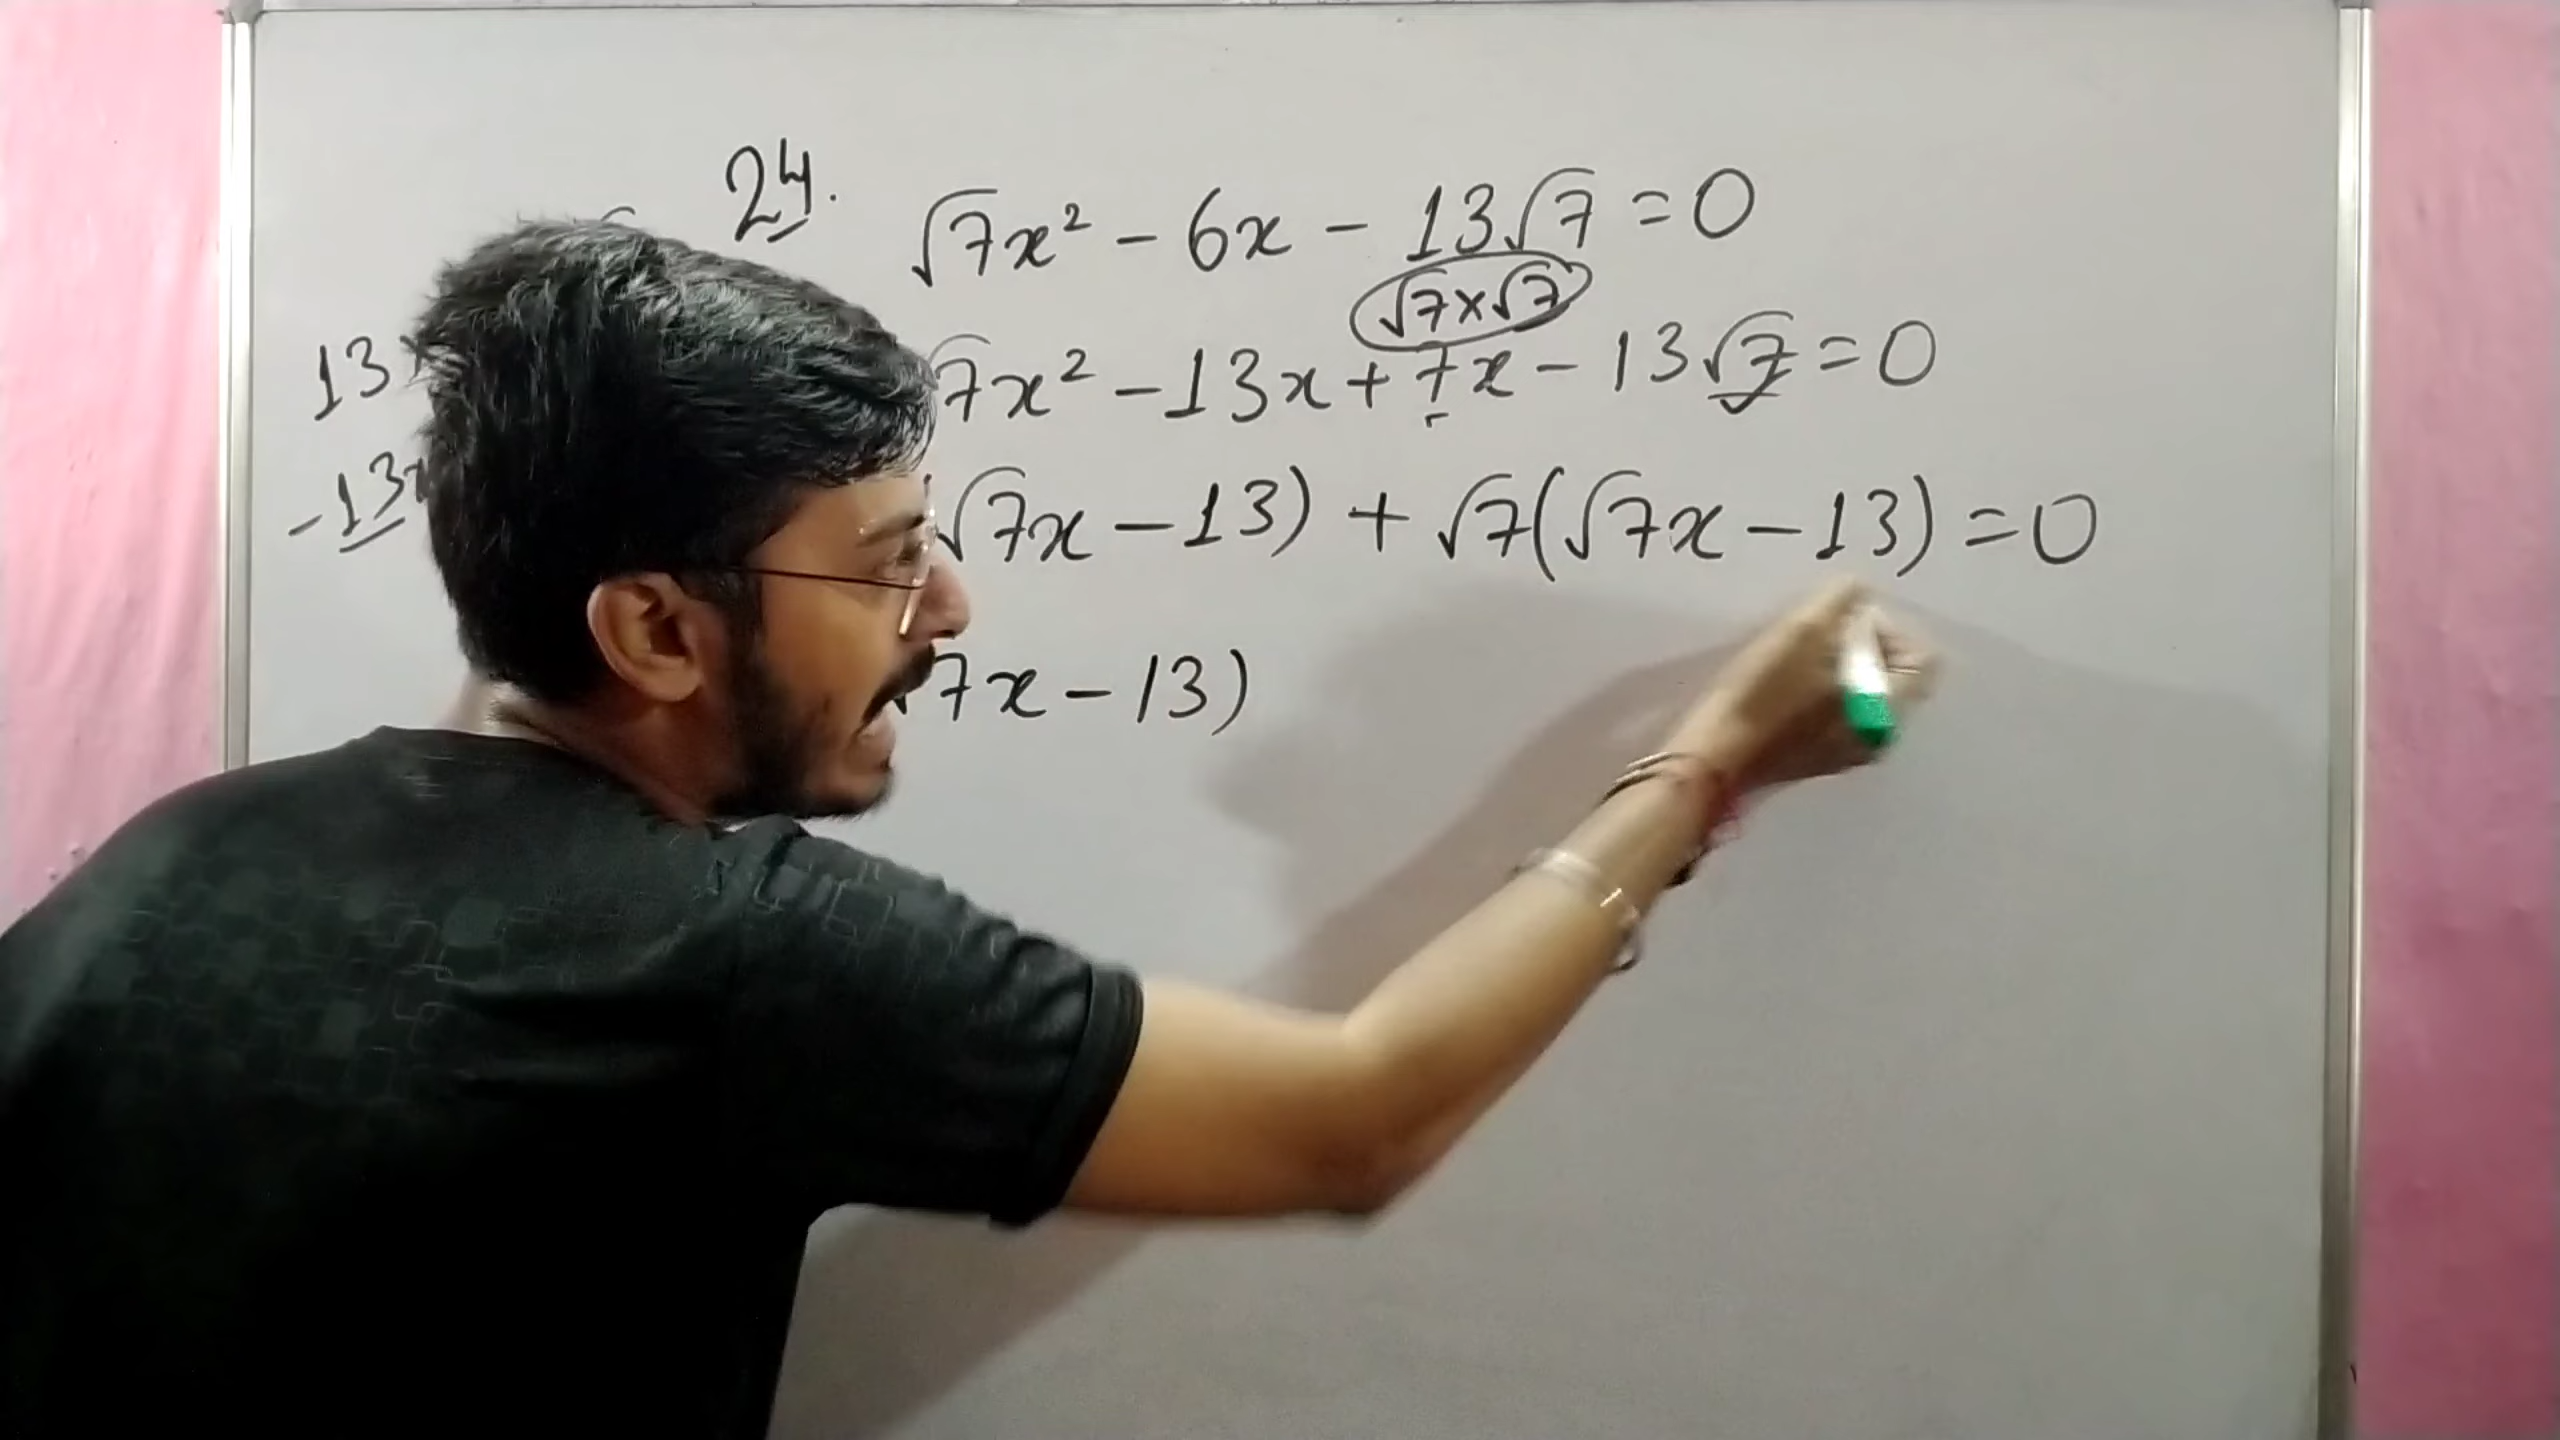 24. √7x² - 6x - 13√7 = 0
√7×√7
13
√7x² - 13x + 7x - 13√7 = 0
-13
√7x - 13) + √7(√7x - 13) = 0
√7x - 13)